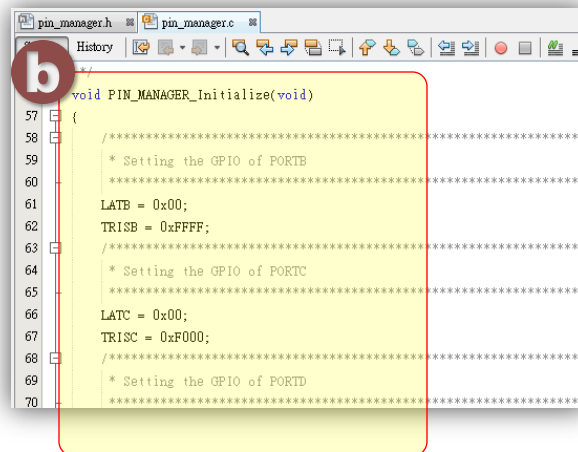 pin_manager.h pin_manager.c
History
b
*/
void PIN_MANAGER_Initialize(void)
57 {
58 /****************************************************************
59 * Setting the GPIO of PORTB
60 ****************************************************************
61 LATB = 0x00;
62 TRISB = 0xFFFF;
63 /****************************************************************
64 * Setting the GPIO of PORTC
65 ****************************************************************
66 LATC = 0x00;
67 TRISC = 0xF000;
68 /****************************************************************
69 * Setting the GPIO of PORTD
70 ****************************************************************